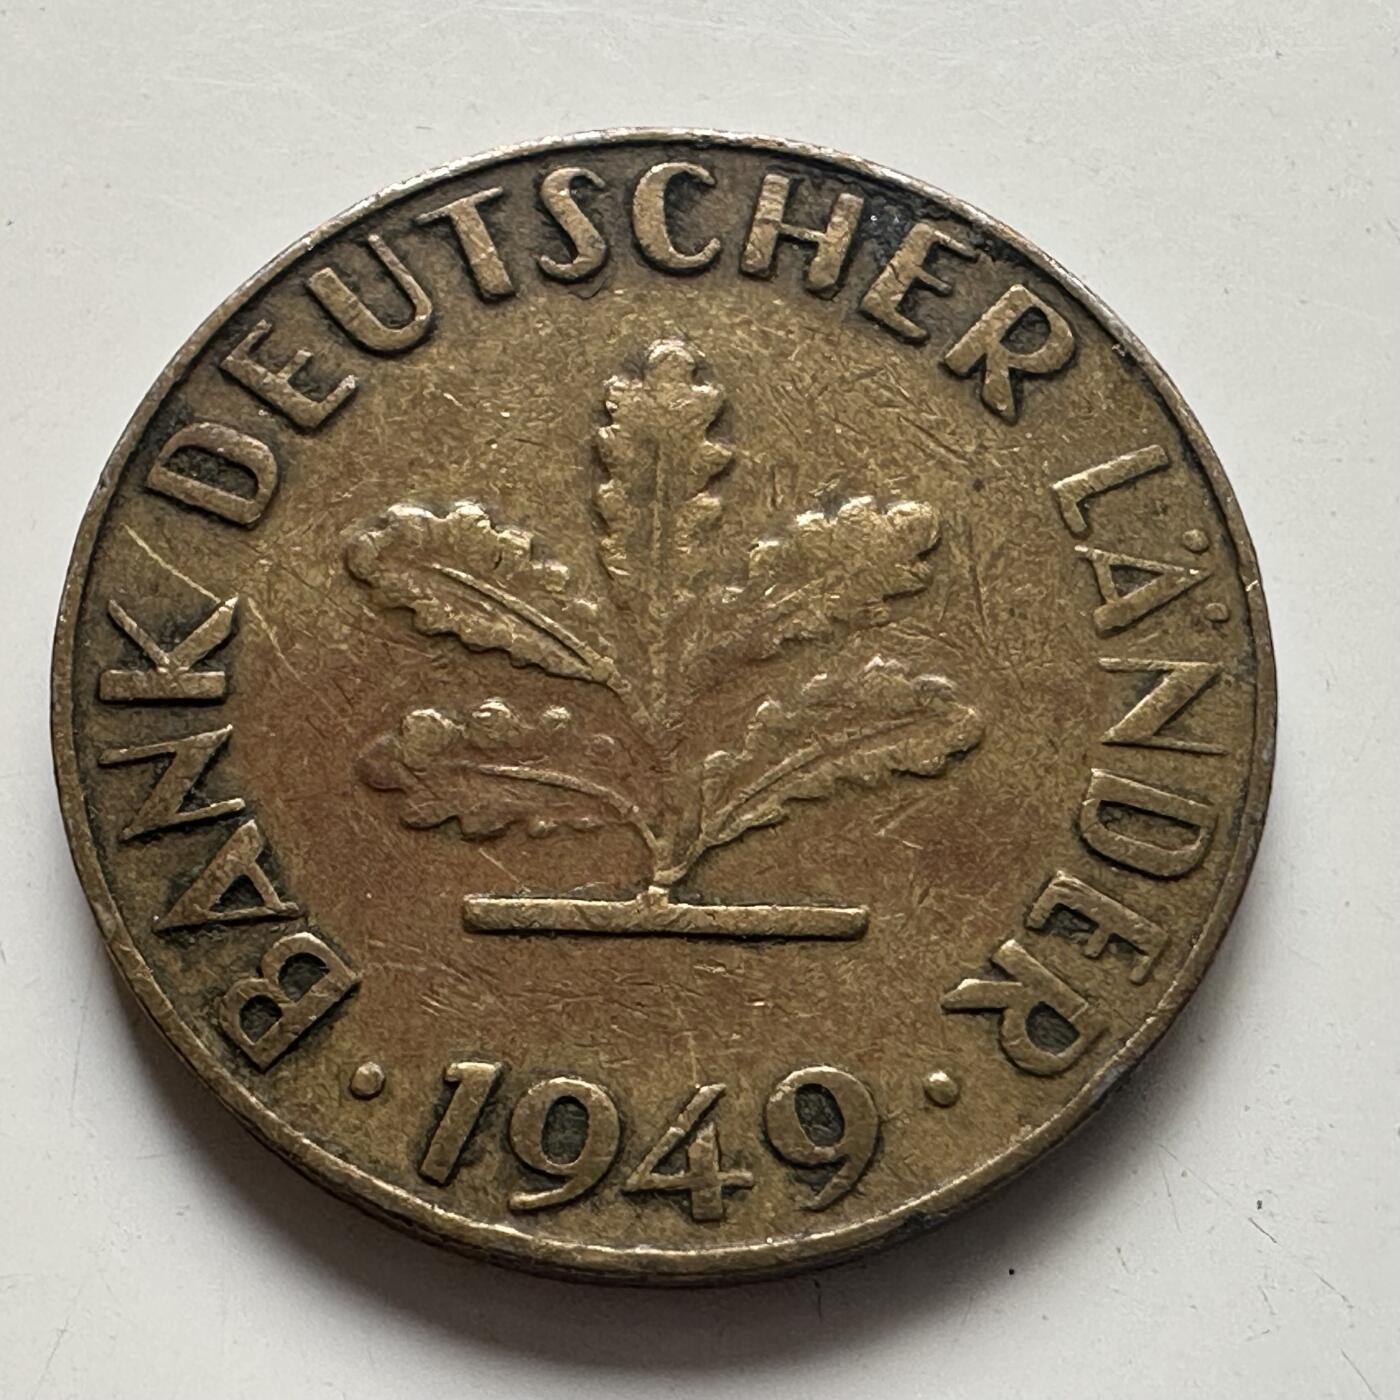 BANK DEUTSCHER LÄNDER
· 1949 ·